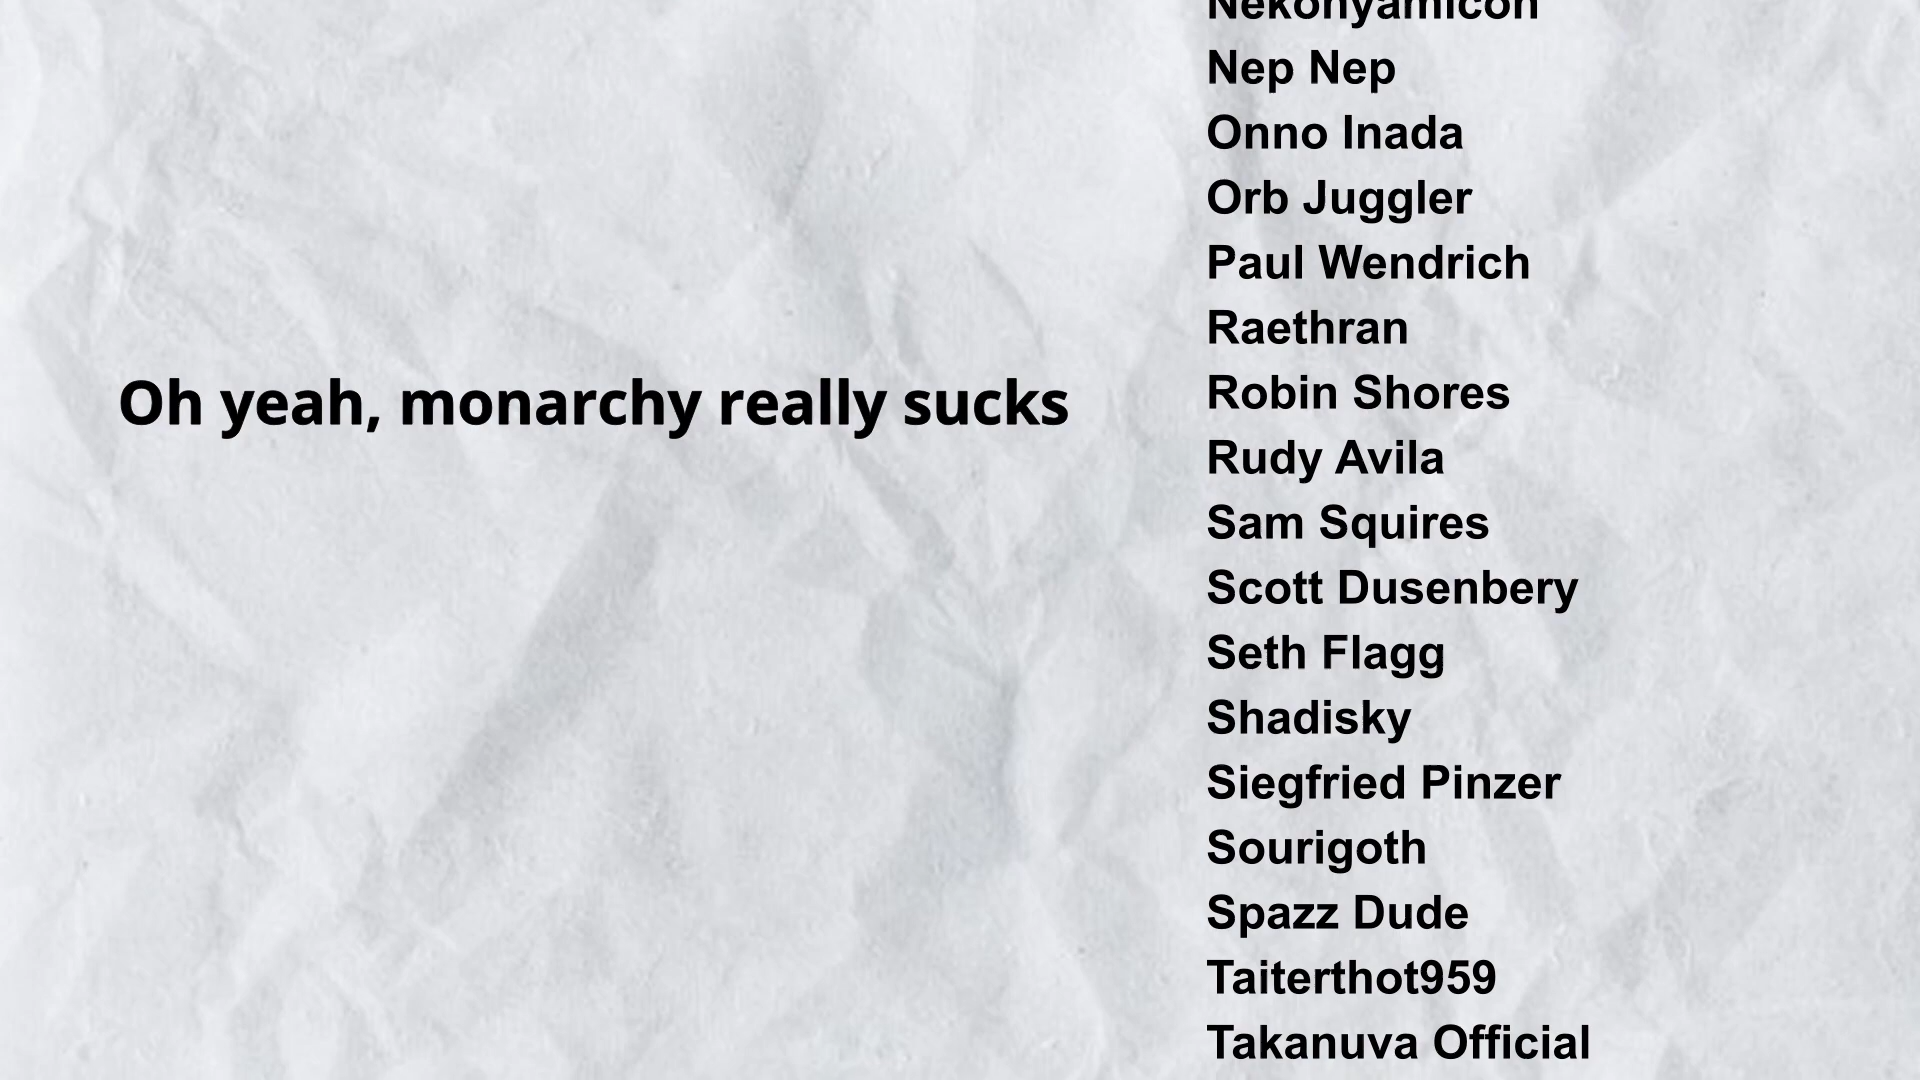 Oh yeah, monarchy really sucks
Nekonyamicon
Nep Nep
Onno Inada
Orb Juggler
Paul Wendrich
Raethran
Robin Shores
Rudy Avila
Sam Squires
Scott Dusenbery
Seth Flagg
Shadisky
Siegfried Pinzer
Sourigoth
Spazz Dude
Taiterthot959
Takanuva Official